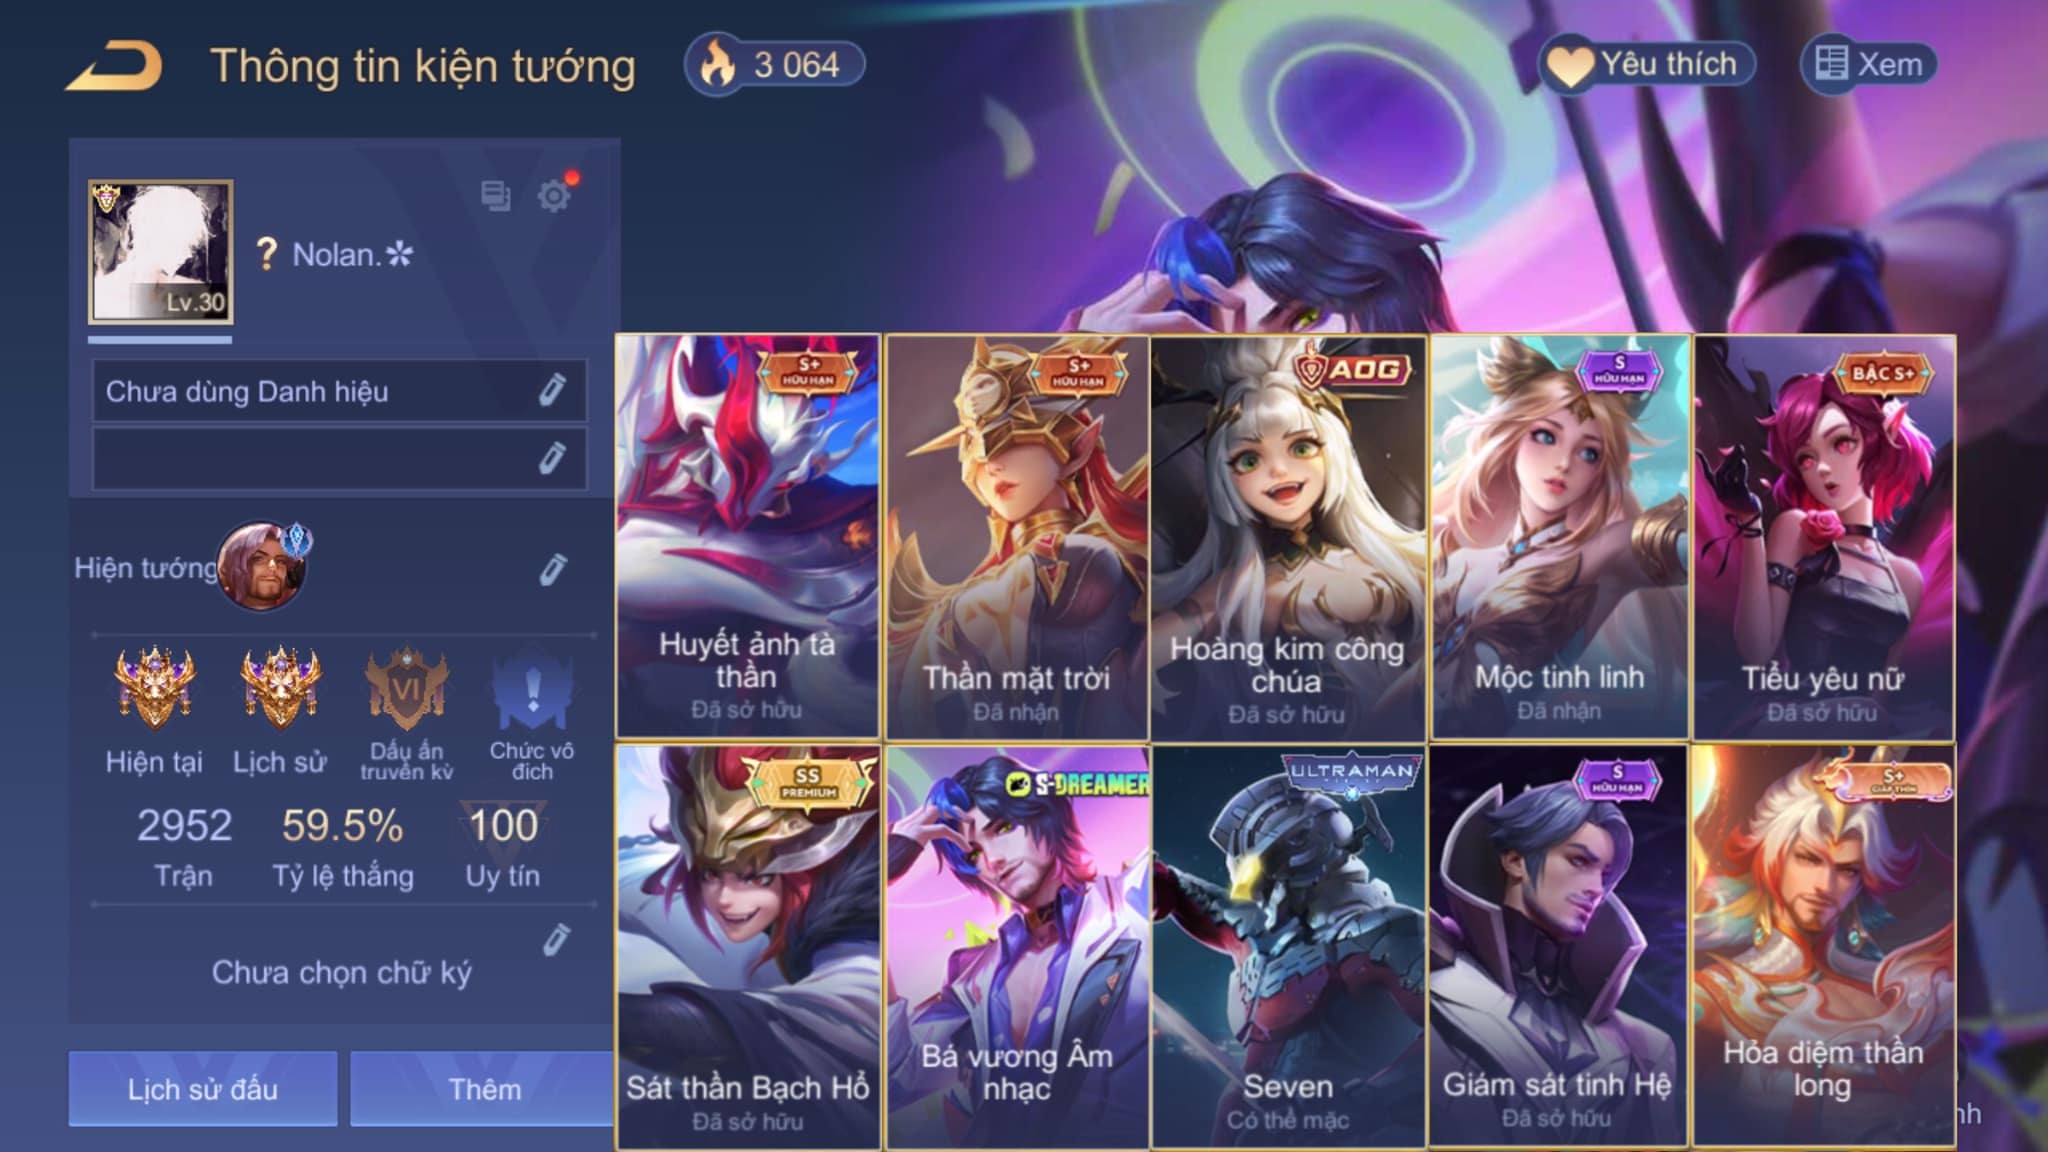 Thông tin kiện tướng
3 064
Yêu thích
Xem
Lv.30
? Nolan.✲
Chưa dùng Danh hiệu
Hiện tướng
VI
Hiện tại
Lịch sử
Dấu ấn
truyền kỳ
Chức vô
địch
2952
Trận
59.5%
Tỷ lệ thắng
100
Uy tín
Chưa chọn chữ ký
Lịch sử đấu
Thêm
S+
HỮU HẠN
Huyết ảnh tà
thần
Đã sở hữu
S+
HỮU HẠN
Thần mặt trời
Đã nhận
AOG
Hoàng kim công
chúa
Đã sở hữu
S
HỮU HẠN
Mộc tinh linh
Đã nhận
BẬC S+
Tiểu yêu nữ
Đã sở hữu
SS
PREMIUM
Sát thần Bạch Hổ
Đã sở hữu
S-DREAMER
Bá vương Âm
nhạc
ULTRAMAN
Seven
Có thể mặc
S
HỮU HẠN
Giám sát tinh Hệ
Đã sở hữu
S+
GIÁP THÌN
Hỏa diệm thần
long
nh